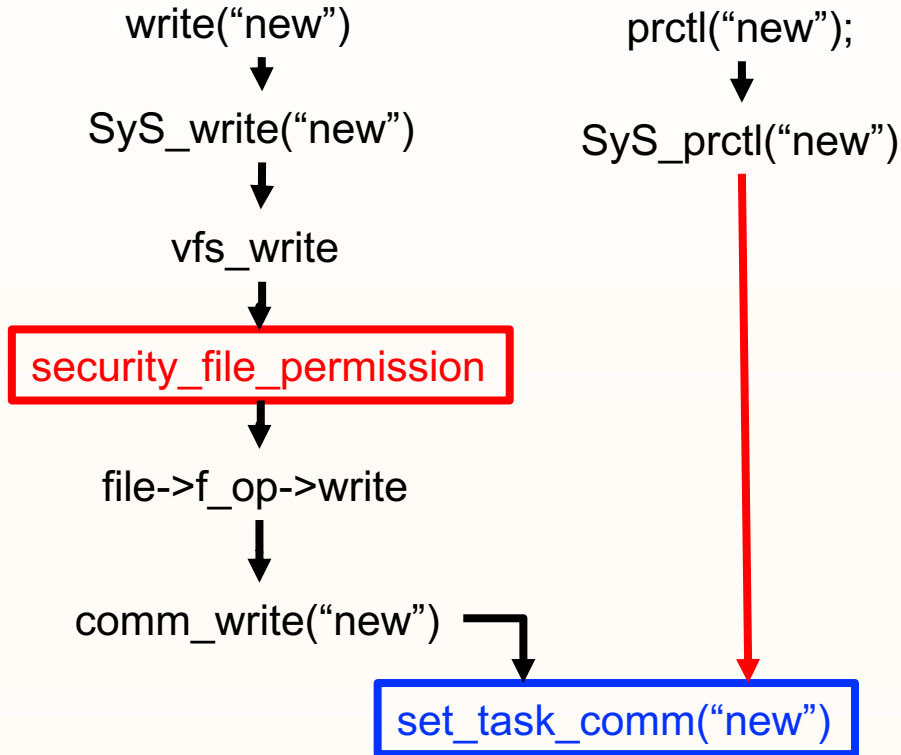 write(“new”)
SyS_write(“new”)
vfs_write
security_file_permission
file->f_op->write
comm_write(“new”)
prctl(“new”);
SyS_prctl(“new”)
set_task_comm(“new”)